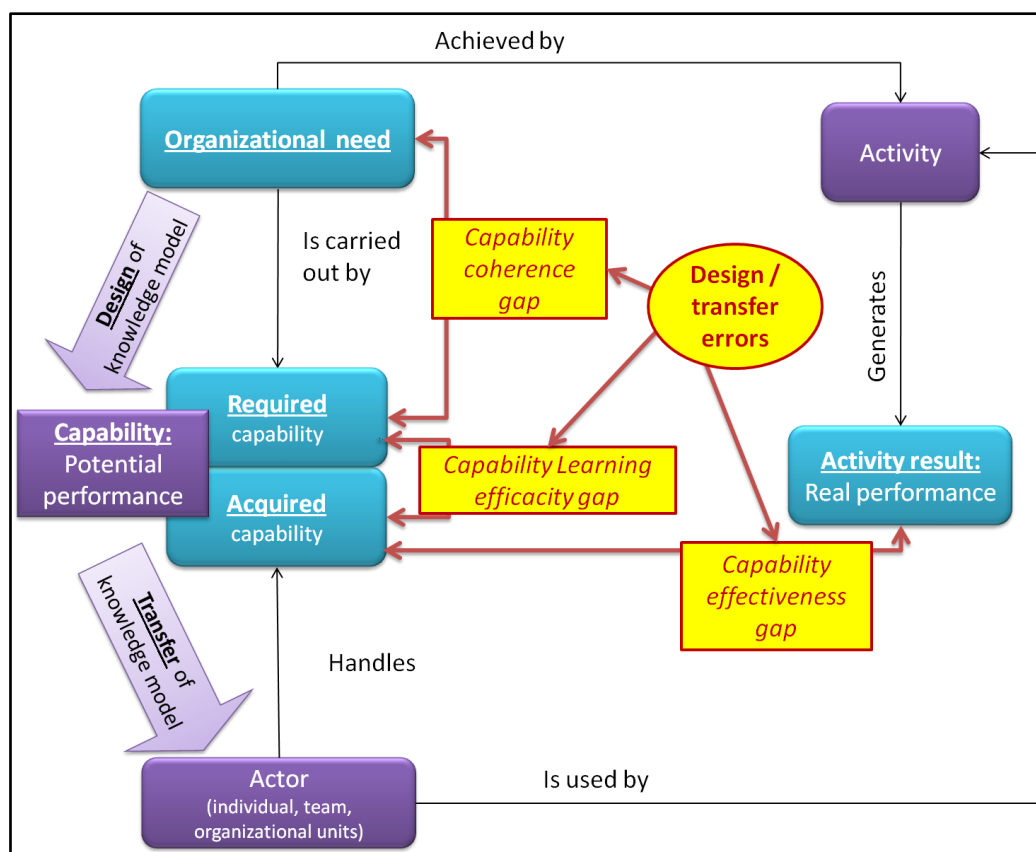 Achieved by
Organizational need
Activity
Is carried
out by
Capability
coherence
gap
Design /
transfer
errors
Design of
knowledge model
Generates
Required
capability
Capability:
Potential
performance
Capability Learning
efficacity gap
Activity result:
Real performance
Acquired
capability
Capability
effectiveness
gap
Transfer of
knowledge model
Handles
Actor
(individual, team,
organizational units)
Is used by